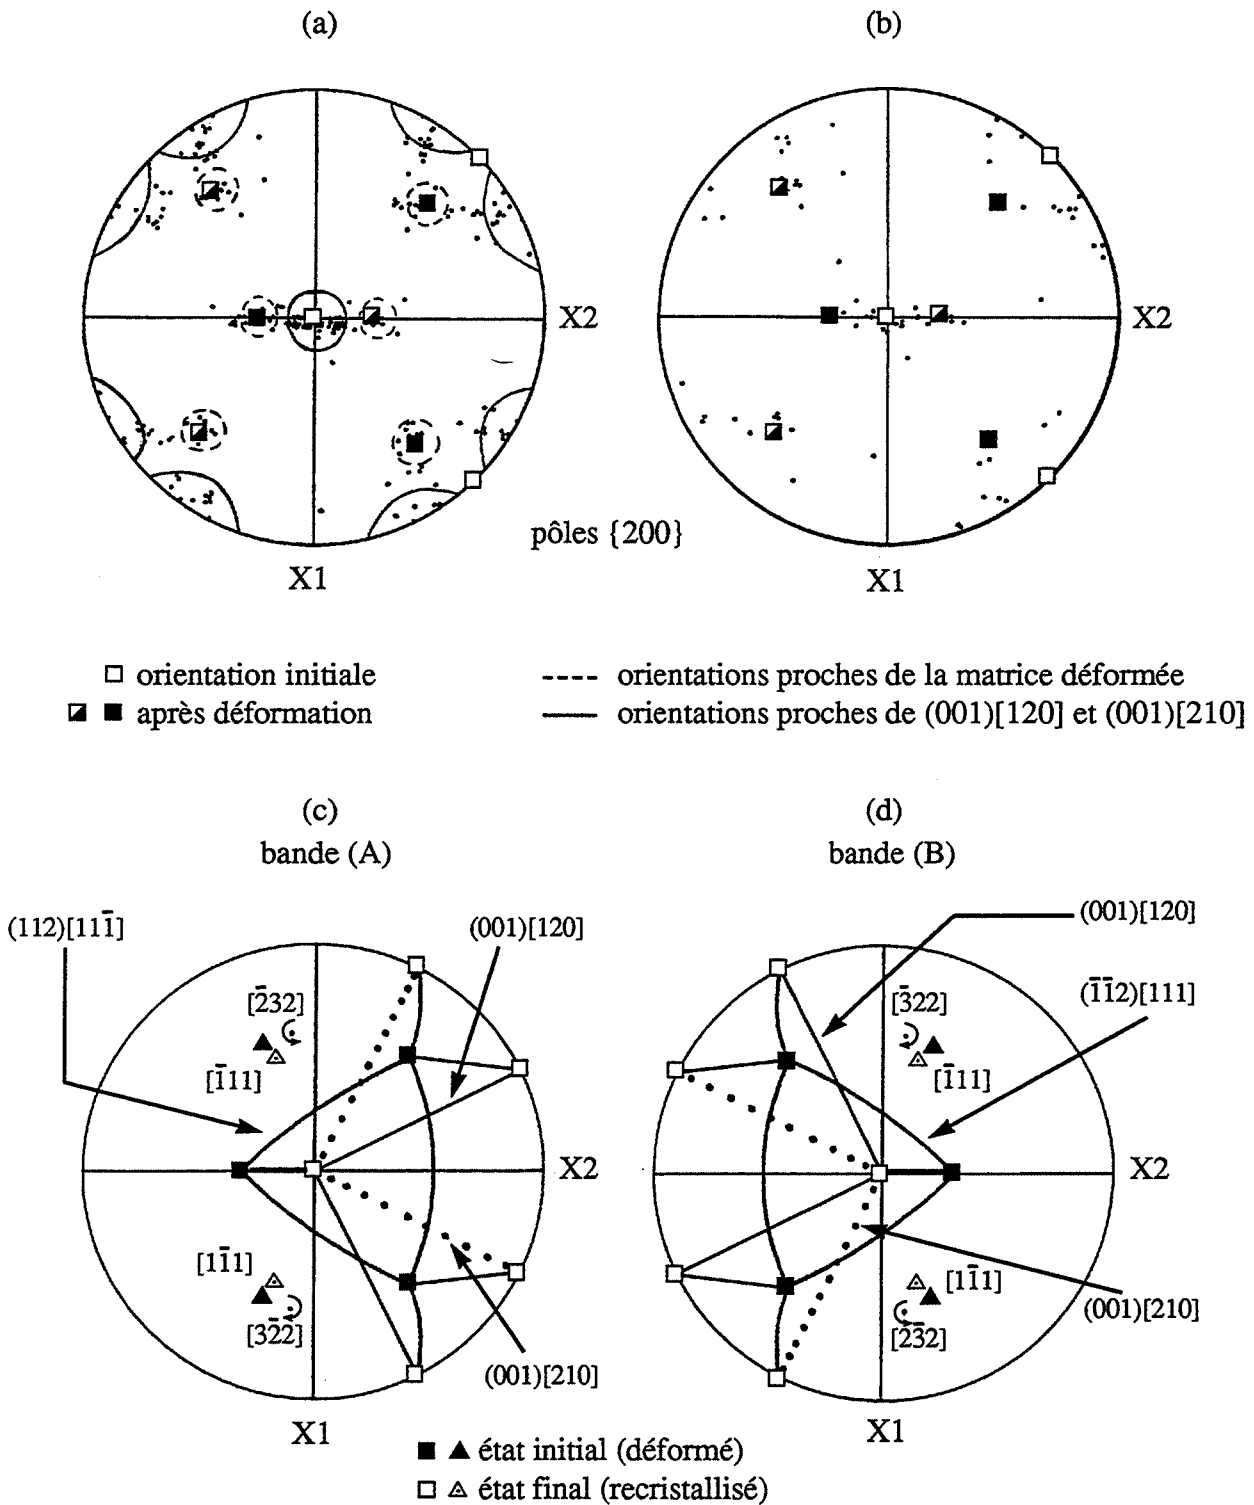 (a)
(b)
X2
X2
pôles {200}
X1
X1
orientation initiale
après déformation
orientations proches de la matrice déformée
orientations proches de (001)[120] et (001)[210]
(c)
bande (A)
(d)
bande (B)
(112)[11̄1̄]
(001)[120]
(001)[120]
(1̄1̄2)[111]
[2̄32]
[1̄11]
[3̄22]
[1̄11]
X2
X2
[11̄1]
[32̄2̄]
(001)[210]
[11̄1]
[23̄2]
(001)[210]
X1
X1
état initial (déformé)
état final (recristallisé)